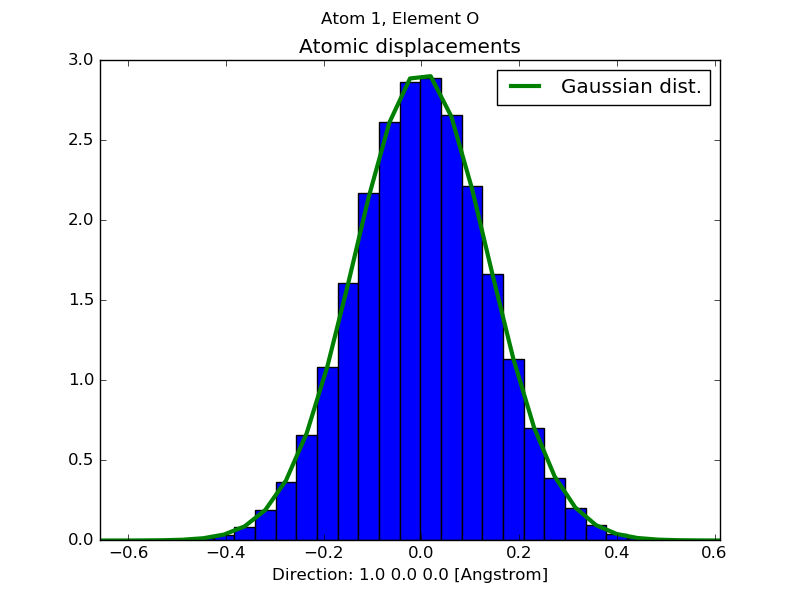 Atom 1, Element O
Atomic displacements
Gaussian dist.
3.0
2.5
2.0
1.5
1.0
0.5
0.0
−0.6 −0.4 −0.2 0.0 0.2 0.4 0.6
Direction: 1.0 0.0 0.0 [Angstrom]